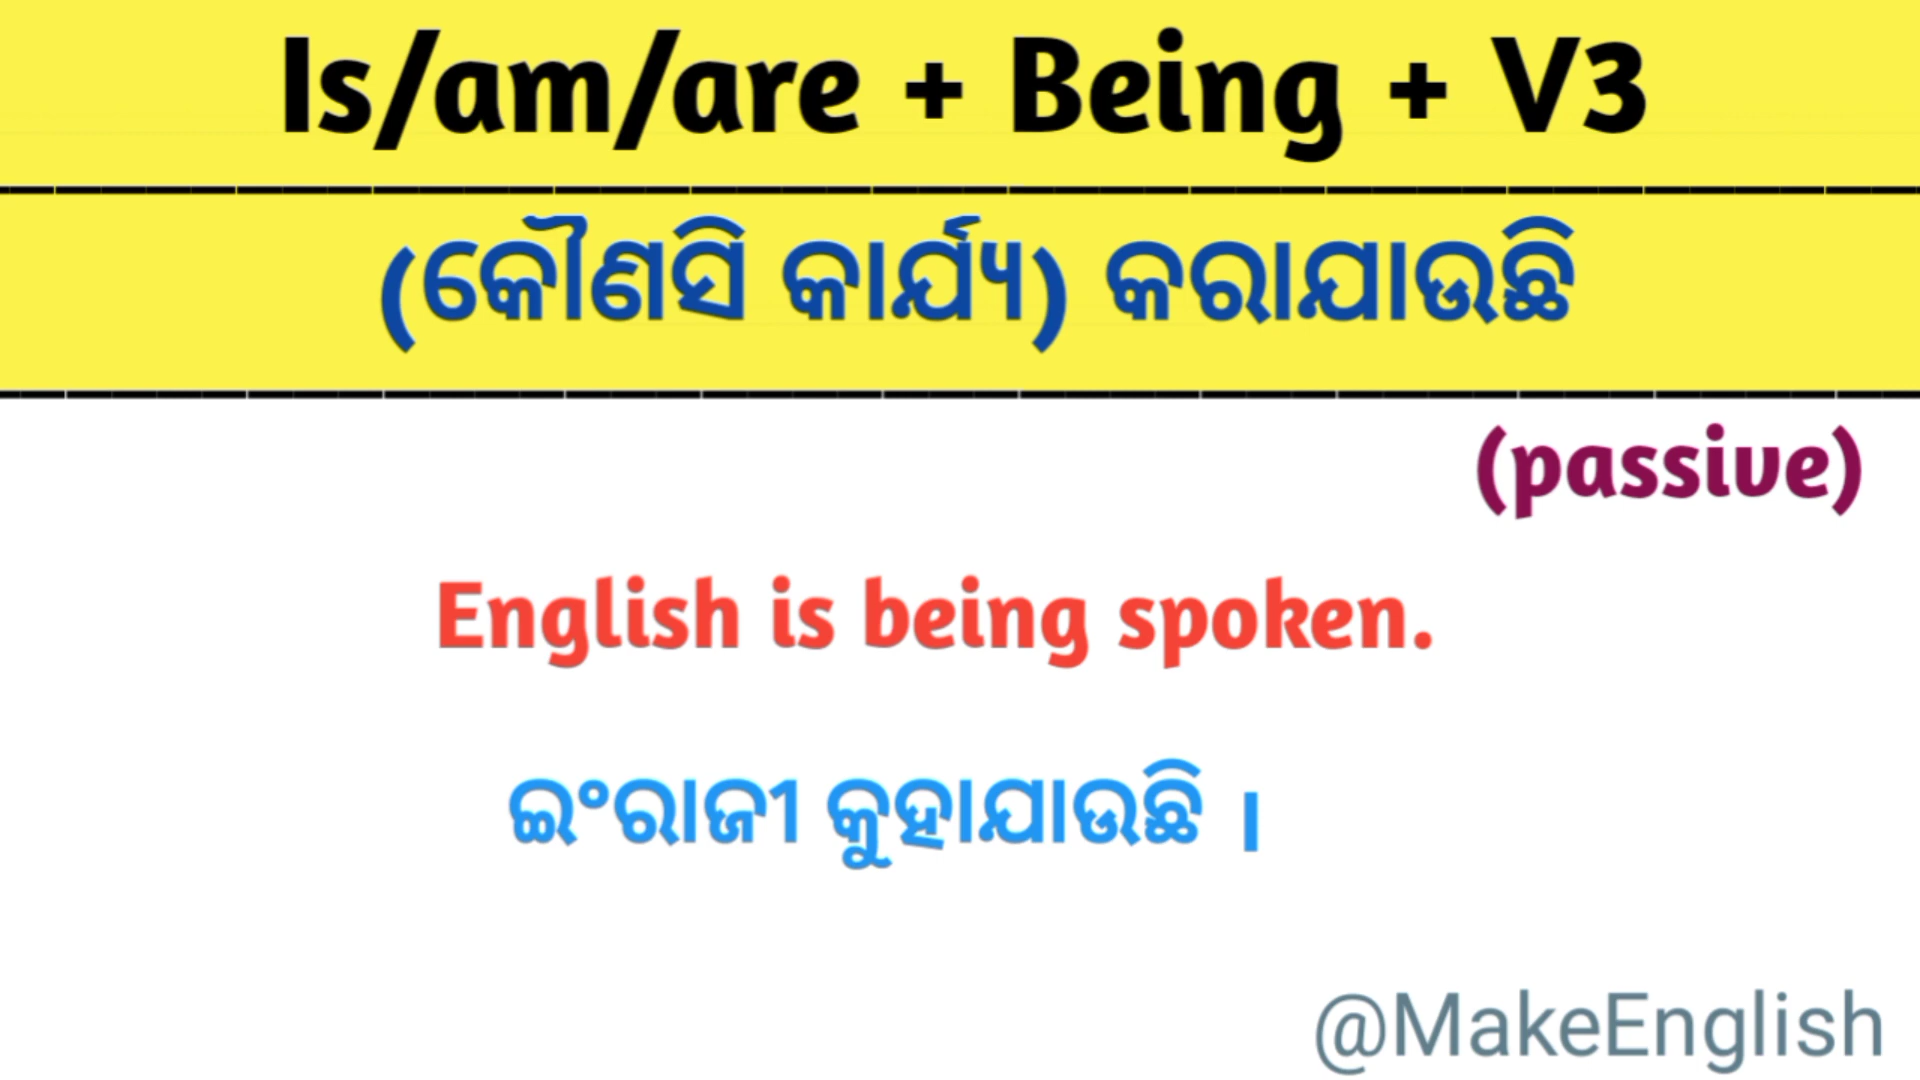 Is/am/are + Being + V3
(କୌଣସି କାର୍ଯ୍ୟ) କରାଯାଉଛି
(passive)
English is being spoken.
ଇଂରାଜୀ କୁହାଯାଉଛି ।
@MakeEnglish